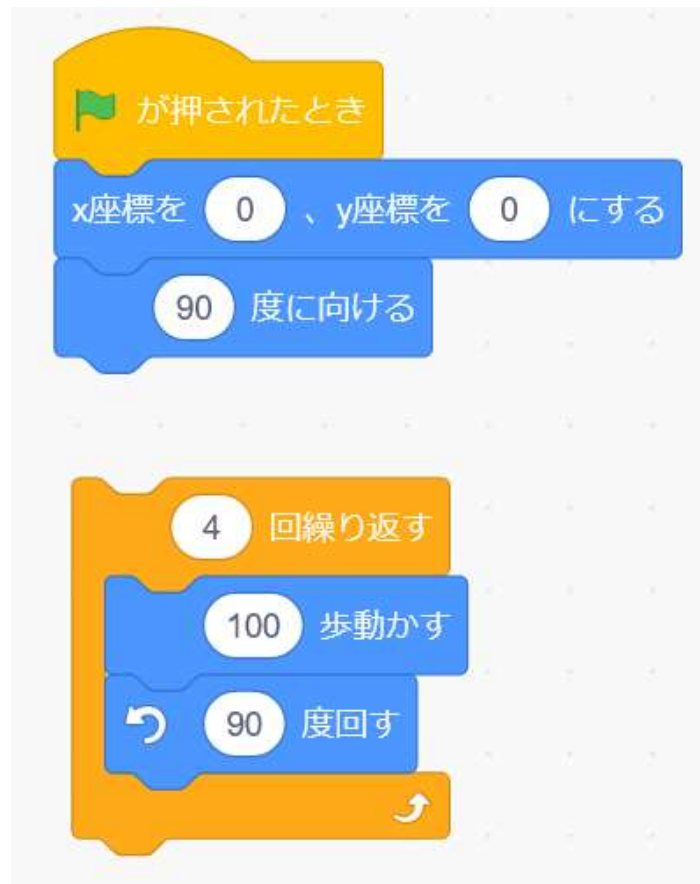 が押されたとき
x座標を 0 、y座標を 0 にする
90 度に向ける
4 回繰り返す
100 歩動かす
90 度回す